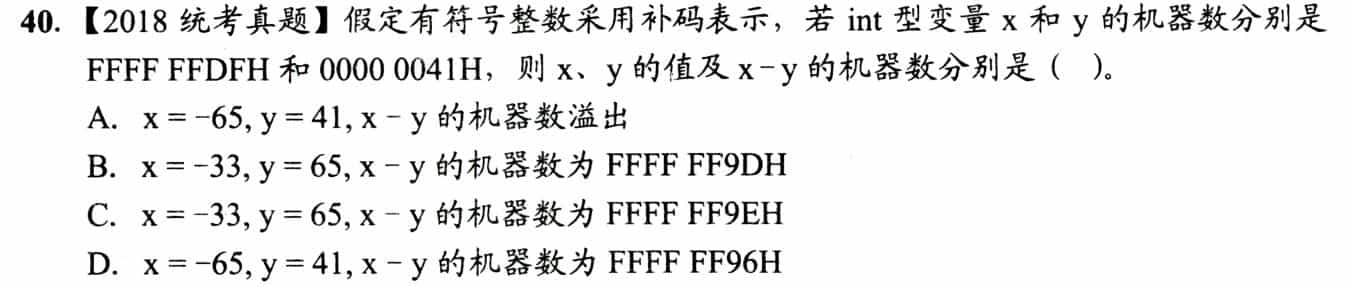 40. 【2018 统考真题】假定有符号整数采用补码表示，若 int 型变量 x 和 y 的机器数分别是
FFFF FFDFH 和 0000 0041H，则 x、y 的值及 x-y 的机器数分别是（ ）。
A. x = -65, y = 41, x - y 的机器数溢出
B. x = -33, y = 65, x - y 的机器数为 FFFF FF9DH
C. x = -33, y = 65, x - y 的机器数为 FFFF FF9EH
D. x = -65, y = 41, x - y 的机器数为 FFFF FF96H